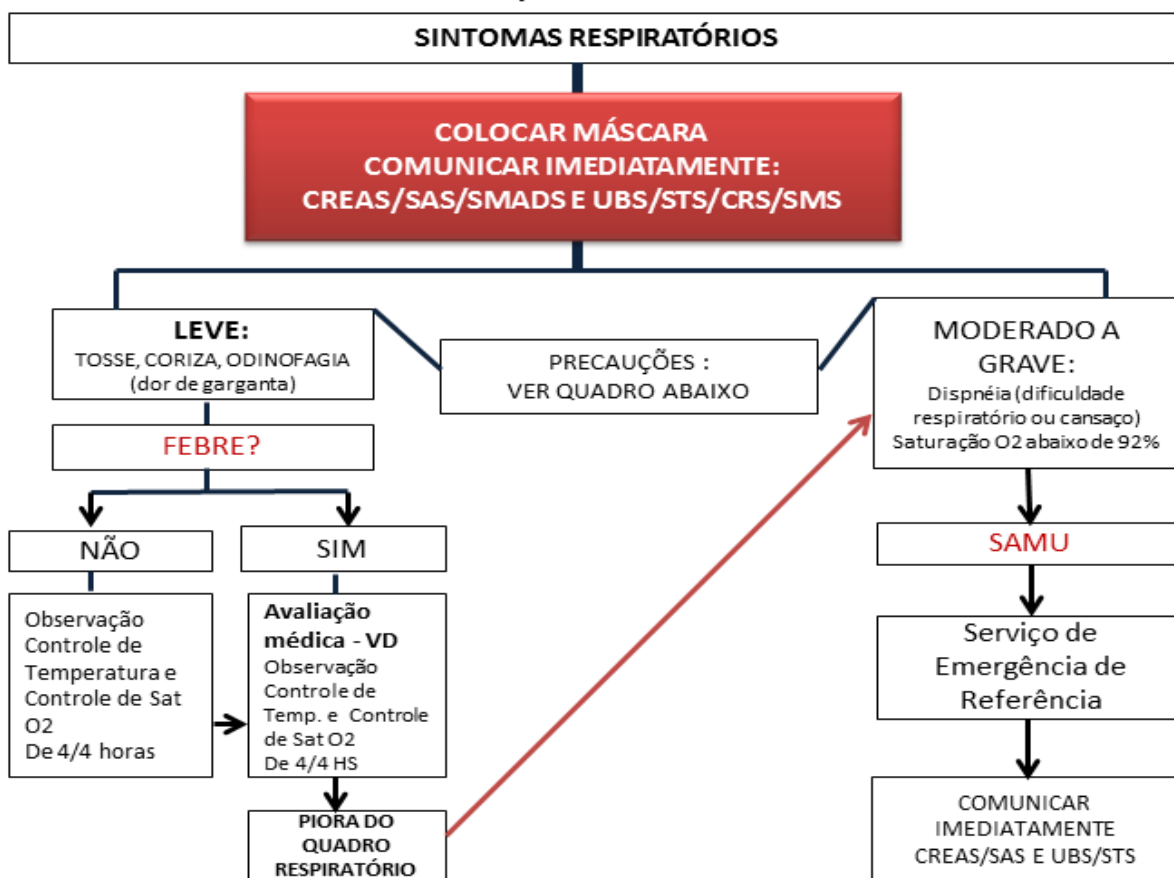 SINTOMAS RESPIRATÓRIOS
COLOCAR MÁSCARA
COMUNICAR IMEDIATAMENTE:
CREAS/SAS/SMADS E UBS/STS/CRS/SMS
LEVE:
TOSSE, CORIZA, ODINOFAGIA
(dor de garganta)
PRECAUÇÕES :
VER QUADRO ABAIXO
MODERADO A
GRAVE:
Dispnéia (dificuldade
respiratório ou cansaço)
Saturação O2 abaixo de 92%
FEBRE?
NÃO
SIM
SAMU
Observação
Controle de
Temperatura e
Controle de Sat
O2
De 4/4 horas
Avaliação
médica - VD
Observação
Controle de
Temp. e Controle
de Sat O2
De 4/4 HS
Serviço de
Emergência de
Referência
PIORA DO
QUADRO
RESPIRATÓRIO
COMUNICAR
IMEDIATAMENTE
CREAS/SAS E UBS/STS